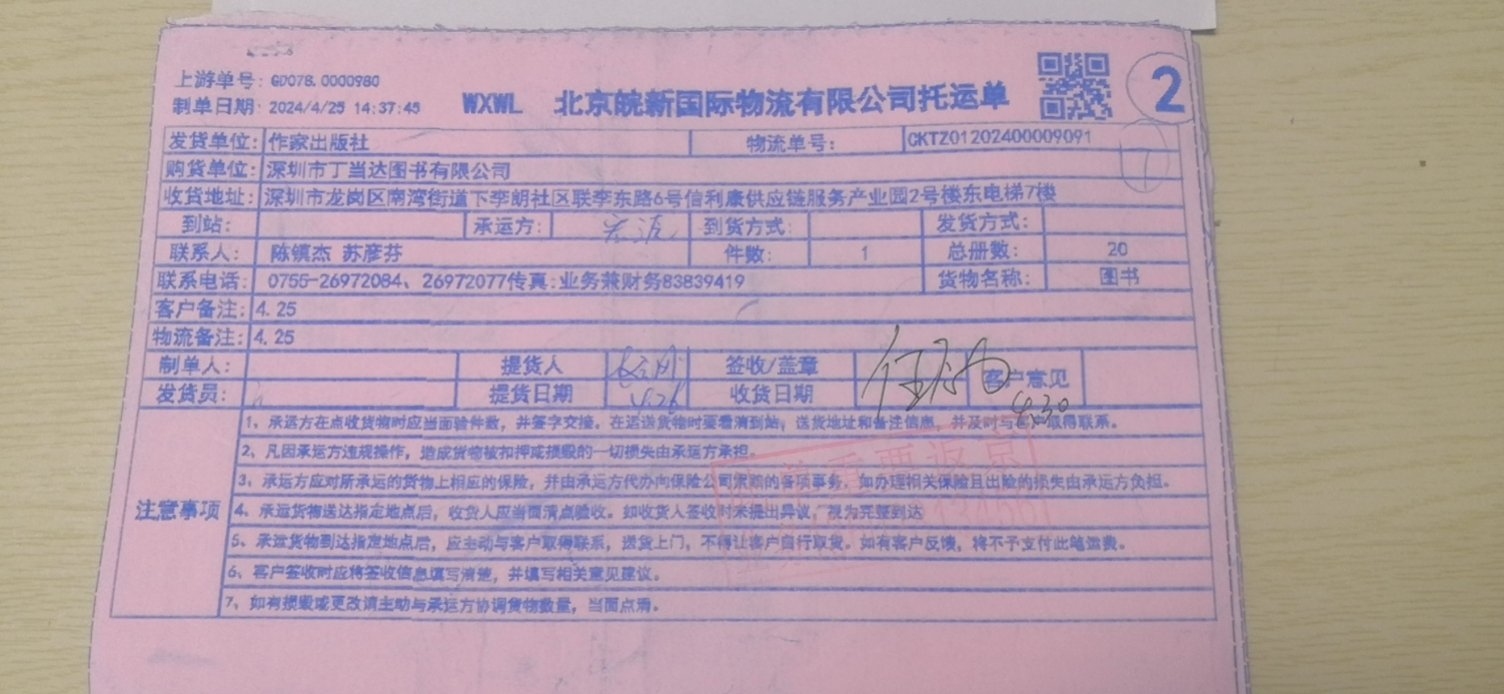 上游单号: GD078.0000980
制单日期: 2024/4/25 14:37:45
WXWL 北京皖新国际物流有限公司托运单
2
发货单位: 作家出版社 物流单号: CKTZ01202400009091
1
购货单位: 深圳市丁当达图书有限公司
收货地址: 深圳市龙岗区南湾街道下李朗社区联李东路6号信利康供应链服务产业园2号楼东电梯7楼
到站: 承运方: 到货方式: 发货方式:
联系人: 陈镇杰 苏彦芬 件数: 1 总册数: 20
联系电话: 0755-26972084、26972077传真:业务兼财务83839419 货物名称: 图书
客户备注: 4.25
物流备注: 4.25
制单人: 提货人 签收/盖章 客户意见
发货员: 提货日期 4.26 收货日期 4.30
注意事项
1、承运方在点收货物时应当面验件数，并签字交接。在运送货物时要看清到站，送货地址和备注信息，并及时与 取得联系。
2、凡因承运方违规操作，造成货物被扣押或损毁的一切损失由承运方承担。
3、承运方应对所承运的货物上相应的保险，并由承运方代办向保险公司索赔的各项事务，如办理相关保险且出险的损失由承运方负担。
4、承运货物送达指定地点后，收货人应当面清点验收。如收货人签收时未提出异议，视为完整到达
5、承运货物到达指定地点后，应主动与客户取得联系，送货上门，不得让客户自行取货。如有客户反馈，将不予支付此笔运费。
6、客户签收时应将签收信息填写清楚，并填写相关意见建议。
7、如有损毁或更改请主动与承运方协调货物数量，当面点清。